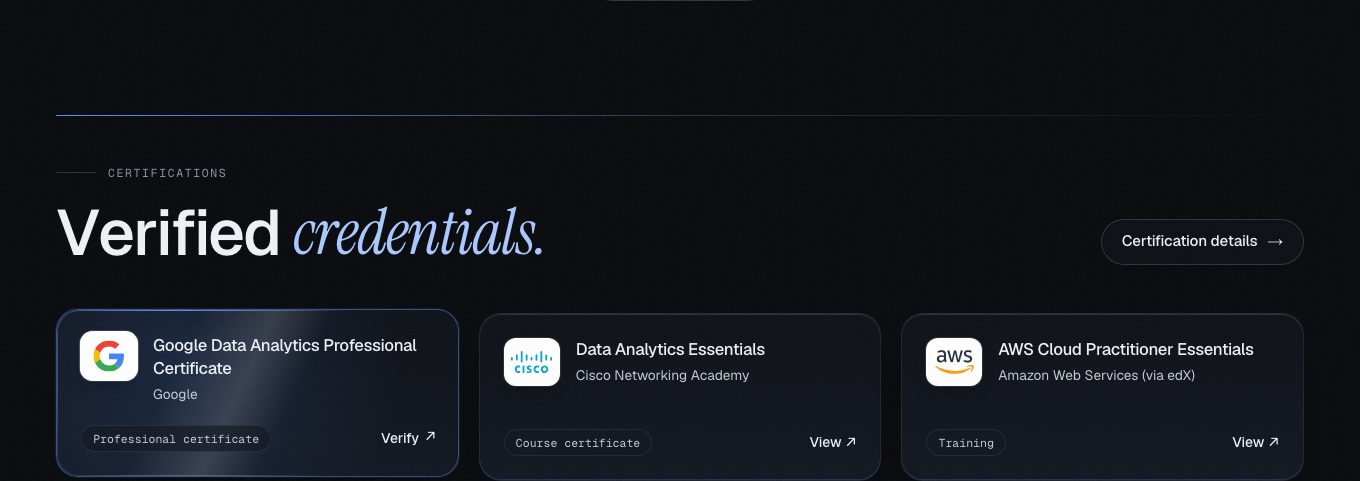 CERTIFICATIONS
Verified credentials.
Certification details →
Google Data Analytics Professional
Certificate
Google
Professional certificate
Verify ↗
CISCO
Data Analytics Essentials
Cisco Networking Academy
Course certificate
View ↗
aws
AWS Cloud Practitioner Essentials
Amazon Web Services (via edX)
Training
View ↗